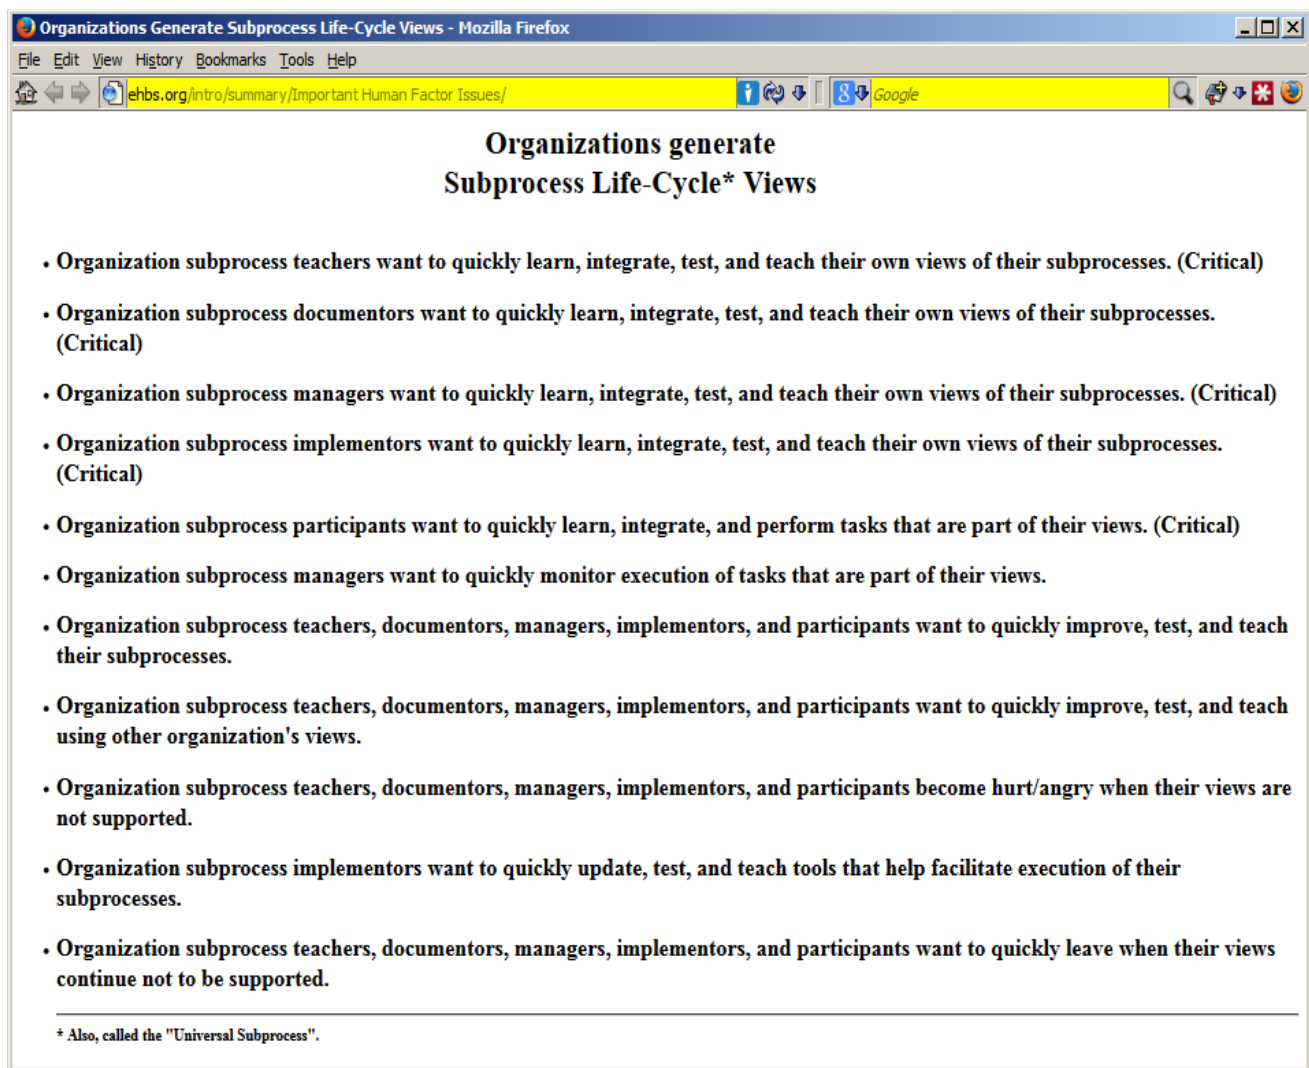 Organizations Generate Subprocess Life-Cycle Views - Mozilla Firefox
File Edit View History Bookmarks Tools Help
ehbs.org/intro/summary/Important Human Factor Issues/
8 Google
Organizations generate
Subprocess Life-Cycle* Views
• Organization subprocess teachers want to quickly learn, integrate, test, and teach their own views of their subprocesses. (Critical)
• Organization subprocess documentors want to quickly learn, integrate, test, and teach their own views of their subprocesses.
(Critical)
• Organization subprocess managers want to quickly learn, integrate, test, and teach their own views of their subprocesses. (Critical)
• Organization subprocess implementors want to quickly learn, integrate, test, and teach their own views of their subprocesses.
(Critical)
• Organization subprocess participants want to quickly learn, integrate, and perform tasks that are part of their views. (Critical)
• Organization subprocess managers want to quickly monitor execution of tasks that are part of their views.
• Organization subprocess teachers, documentors, managers, implementors, and participants want to quickly improve, test, and teach
their subprocesses.
• Organization subprocess teachers, documentors, managers, implementors, and participants want to quickly improve, test, and teach
using other organization's views.
• Organization subprocess teachers, documentors, managers, implementors, and participants become hurt/angry when their views are
not supported.
• Organization subprocess implementors want to quickly update, test, and teach tools that help facilitate execution of their
subprocesses.
• Organization subprocess teachers, documentors, managers, implementors, and participants want to quickly leave when their views
continue not to be supported.
* Also, called the "Universal Subprocess".